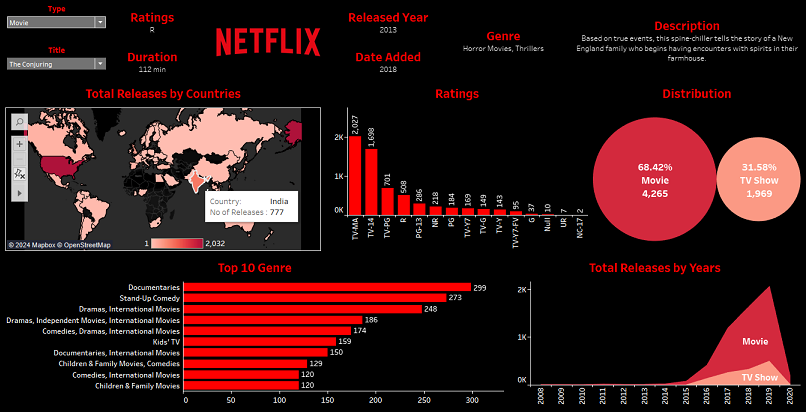 Type
Movie
Title
The Conjuring
Ratings
R
Duration
112 min
NETFLIX
Released Year
2013
Date Added
2018
Genre
Horror Movies, Thrillers
Description
Based on true events, this spine-chiller tells the story of a New
England family who begins having encounters with spirits in their
farmhouse.
Total Releases by Countries
Country: India
No of Releases : 777
© 2024 Mapbox © OpenStreetMap
1 2,032
Ratings
2K
1K
0K
2,027
1,698
701
508
286
218
184
169
149
143
95
37
10
7
2
TV-MA
TV-14
TV-PG
R
PG-13
NR
PG
TV-Y7
TV-G
TV-Y
TV-Y7-FV
G
Null
UR
NC-17
Distribution
68.42%
Movie
4,265
31.58%
TV Show
1,969
Top 10 Genre
Documentaries 299
Stand-Up Comedy 273
Dramas, International Movies 248
Dramas, Independent Movies, International Movies 186
Comedies, Dramas, International Movies 174
Kids' TV 159
Documentaries, International Movies 150
Children & Family Movies, Comedies 129
Comedies, International Movies 120
Children & Family Movies 120
0 50 100 150 200 250 300
Total Releases by Years
2K
1K
0K
Movie
TV Show
2008
2009
2010
2011
2012
2013
2014
2015
2016
2017
2018
2019
2020